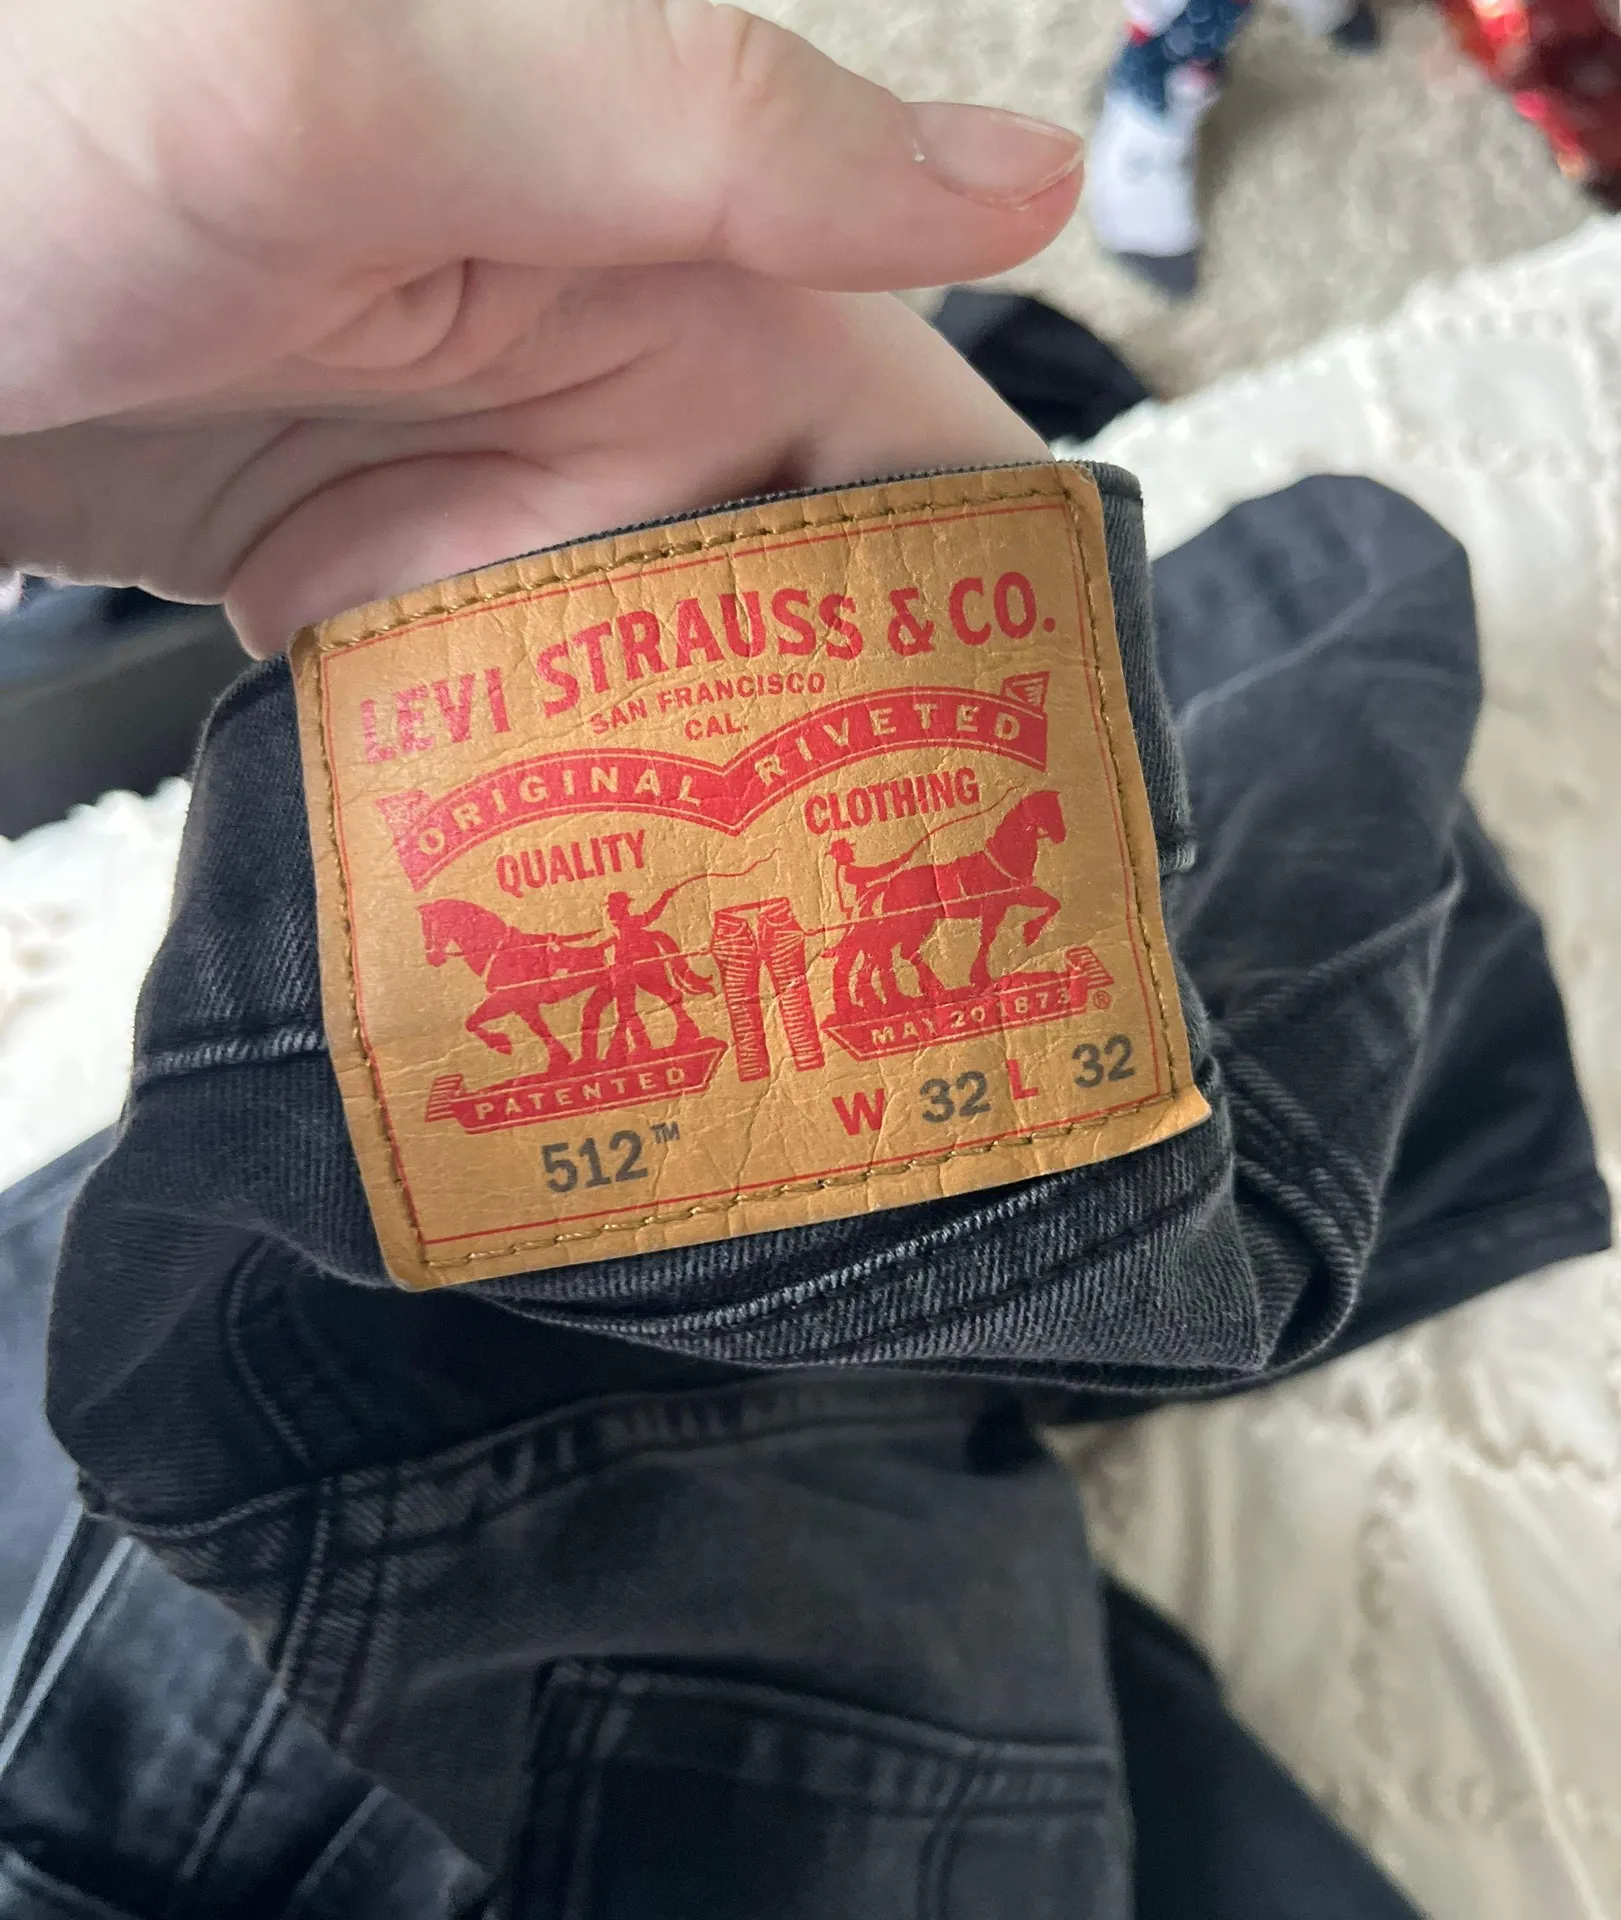 LEVI STRAUSS & CO.
SAN FRANCISCO
CAL.
ORIGINAL RIVETED
QUALITY CLOTHING
PATENTED MAY 20 1873 ®
512™ W 32 L 32